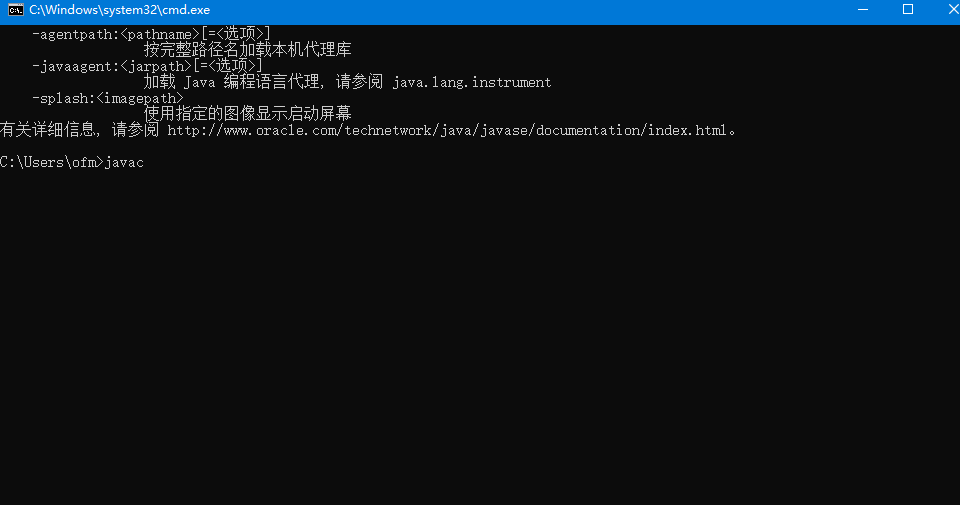 C:\Windows\system32\cmd.exe
-agentpath:<pathname>[=<选项>]
按完整路径名加载本机代理库
-javaagent:<jarpath>[=<选项>]
加载 Java 编程语言代理, 请参阅 java.lang.instrument
-splash:<imagepath>
使用指定的图像显示启动屏幕
有关详细信息, 请参阅 http://www.oracle.com/technetwork/java/javase/documentation/index.html。
C:\Users\ofm>javac